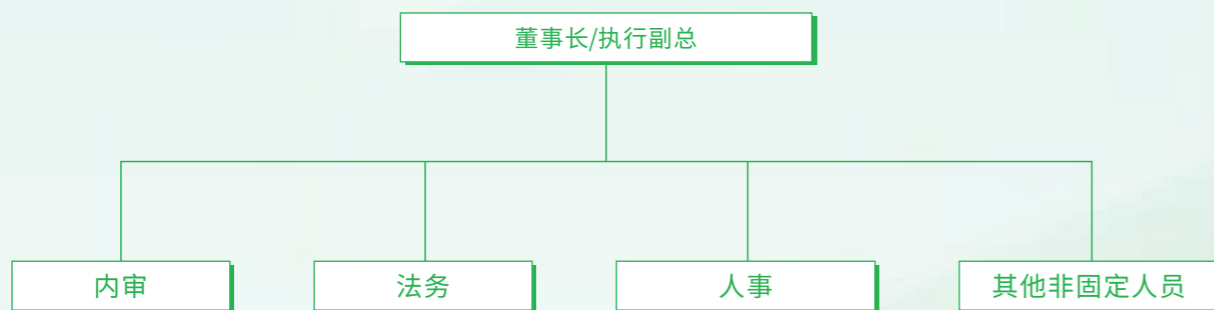 董事长/执行副总
内审
法务
人事
其他非固定人员